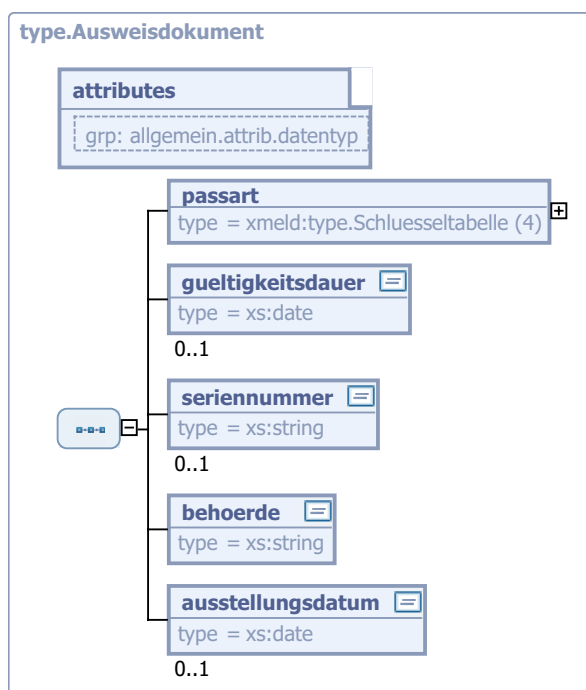 type.Ausweisdokument
attributes
grp: allgemein.attrib.datentyp
passart
type = xmeld:type.Schluesseltabelle (4)
gueltigkeitsdauer
type = xs:date
0..1
seriennummer
type = xs:string
0..1
behoerde
type = xs:string
ausstellungsdatum
type = xs:date
0..1